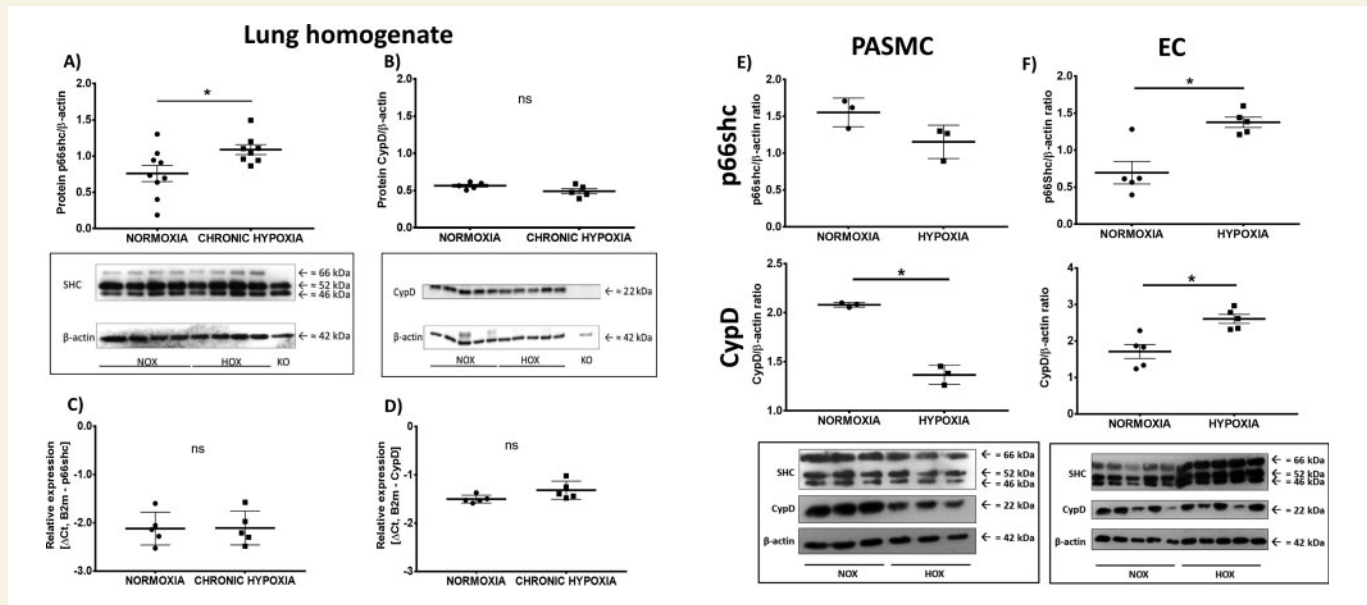 Lung homogenate
A)
Protein p66shc/β-actin
2.0
1.5
1.0
0.5
0.0
*
NORMOXIA
CHRONIC HYPOXIA
SHC
← ≈ 66 kDa
← ≈ 52 kDa
← ≈ 46 kDa
β-actin
← ≈ 42 kDa
NOX
HOX
KO
B)
Protein CypD/β-actin
2.0
1.5
1.0
0.5
0.0
ns
NORMOXIA
CHRONIC HYPOXIA
CypD
← ≈ 22 kDa
β-actin
← ≈ 42 kDa
NOX
HOX
KO
C)
Relative expression
[ΔCt, B2m - p66shc]
0.0
-1.0
-2.0
-3.0
ns
NORMOXIA
CHRONIC HYPOXIA
D)
Relative expression
[ΔCt, B2m - CypD]
0.0
-1
-2
-3
ns
NORMOXIA
CHRONIC HYPOXIA
PASMC
E)
p66shc
p66shc/β-actin ratio
2.0
1.5
1.0
0.5
0.0
NORMOXIA
HYPOXIA
CypD
CypD/β-actin ratio
2.5
2.0
1.5
1.0
*
NORMOXIA
HYPOXIA
SHC
← = 66 kDa
← = 52 kDa
← = 46 kDa
CypD
← = 22 kDa
β-actin
← = 42 kDa
NOX
HOX
EC
F)
p66Shc/β-actin ratio
2.0
1.5
1.0
0.5
0.0
*
NORMOXIA
HYPOXIA
CypD/β-actin ratio
4
3
2
1
0
*
NORMOXIA
HYPOXIA
SHC
← = 66 kDa
← = 52 kDa
← = 46 kDa
CypD
← = 22 kDa
β-actin
← = 42 kDa
NOX
HOX